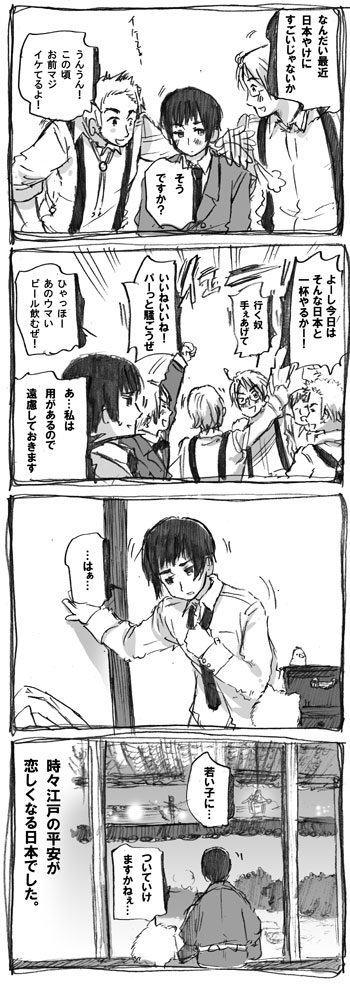 なんだい最近
日本やけに
すごいじゃないか
うんうん！
この頃
お前マジ
イケてるよ！
そう
ですか？
よーし今日は
そんな日本と
一杯やるかー！
行く奴
手ぇあげて
いいねいいね！
パーっと騒ごうぜ
ひゃっほー
あのウマい
ビール飲むぜ！
あ…私は
用があるので
遠慮しておきます
…はぁ…
若い子に…
ついていけ
ますかねぇ…
時々江戸の平安が
恋しくなる日本でした。